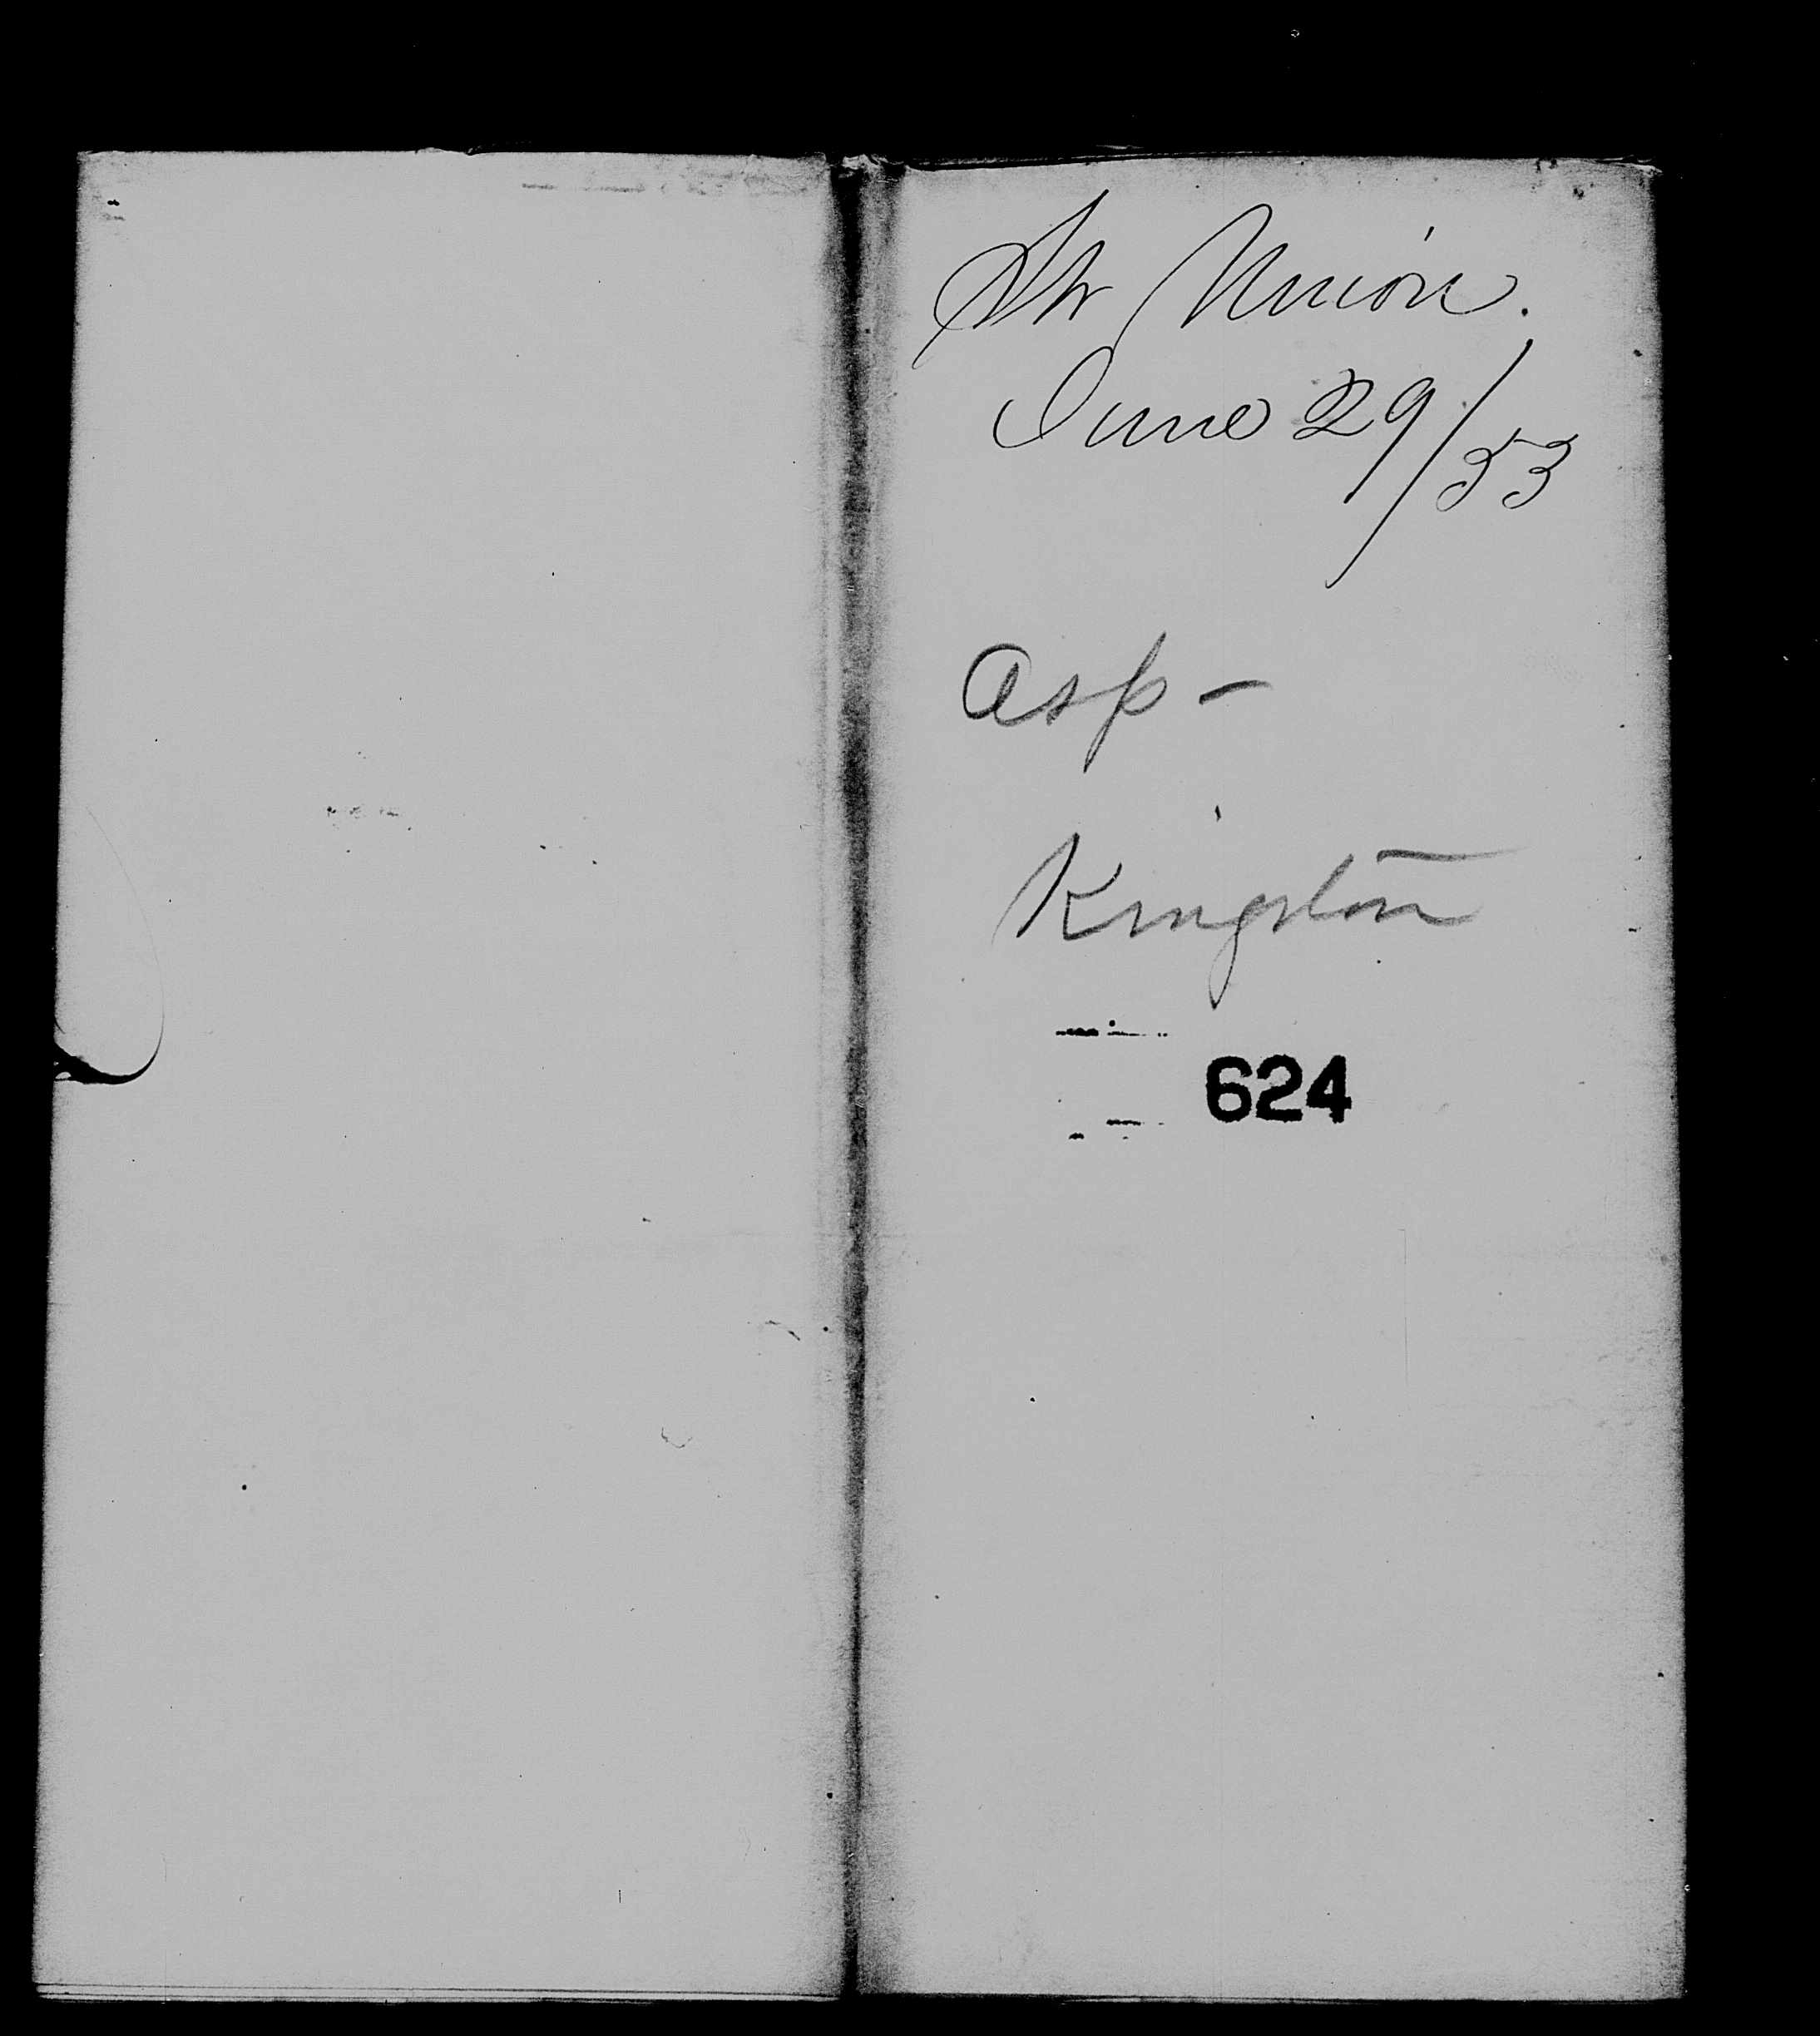 Str Union.
June 29/53
Asp-
Kingston
624